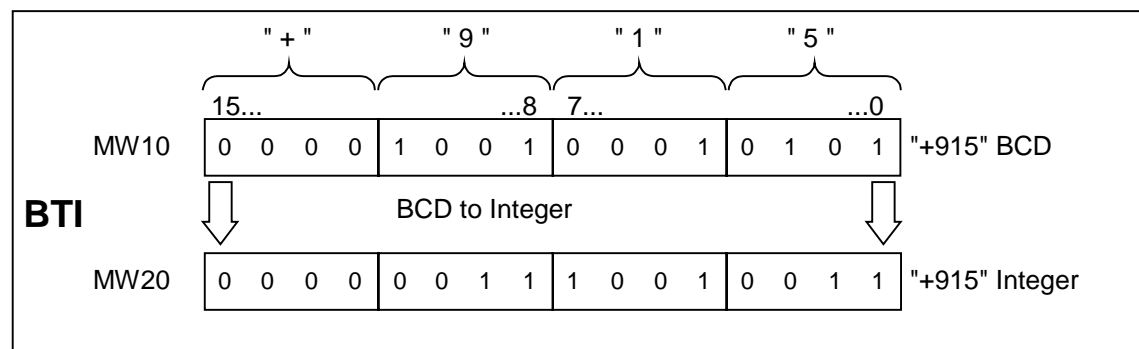 " + " " 9 " " 1 " " 5 "
15... ...8 7... ...0
MW10 0 0 0 0 1 0 0 1 0 0 0 1 0 1 0 1 "+915" BCD
BTI BCD to Integer
MW20 0 0 0 0 0 0 1 1 1 0 0 1 0 0 1 1 "+915" Integer